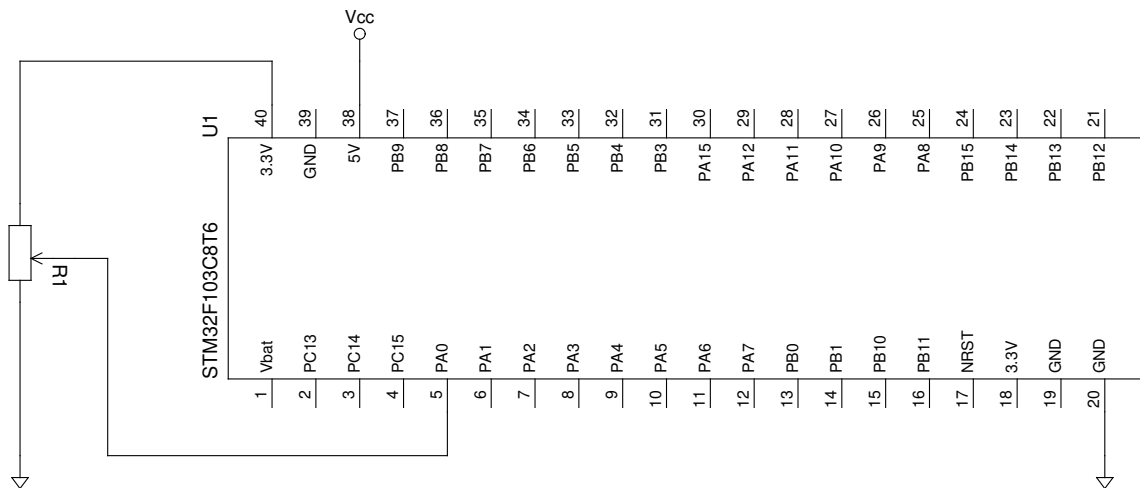 Vcc
U1
40
39
38
37
36
35
34
33
32
31
30
29
28
27
26
25
24
23
22
21
3.3V
GND
5V
PB9
PB8
PB7
PB6
PB5
PB4
PB3
PA15
PA12
PA11
PA10
PA9
PA8
PB15
PB14
PB13
PB12
R1
STM32F103C8T6
Vbat
PC13
PC14
PC15
PA0
PA1
PA2
PA3
PA4
PA5
PA6
PA7
PB0
PB1
PB10
PB11
NRST
3.3V
GND
GND
1
2
3
4
5
6
7
8
9
10
11
12
13
14
15
16
17
18
19
20